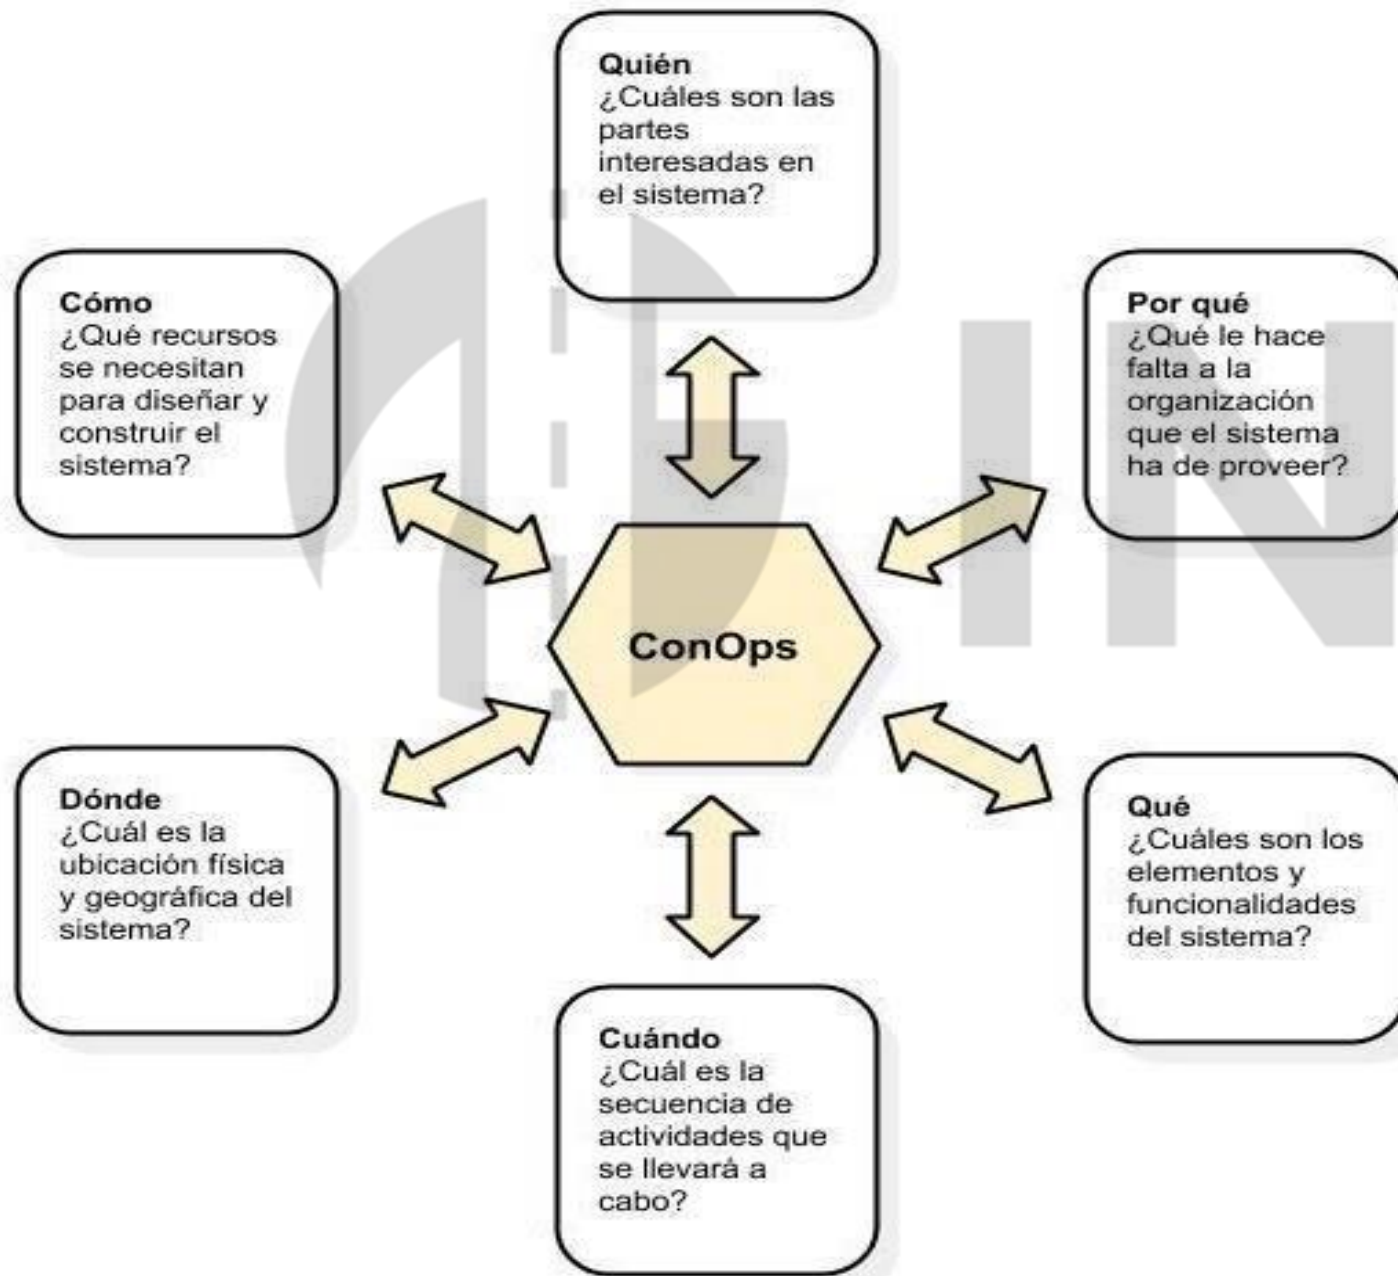 Quién
¿Cuáles son las
partes
interesadas en
el sistema?
Cómo
¿Qué recursos
se necesitan
para diseñar y
construir el
sistema?
Por qué
¿Qué le hace
falta a la
organización
que el sistema
ha de proveer?
IN
ConOps
Dónde
¿Cuál es la
ubicación física
y geográfica del
sistema?
Qué
¿Cuáles son los
elementos y
funcionalidades
del sistema?
Cuándo
¿Cuál es la
secuencia de
actividades que
se llevará a
cabo?